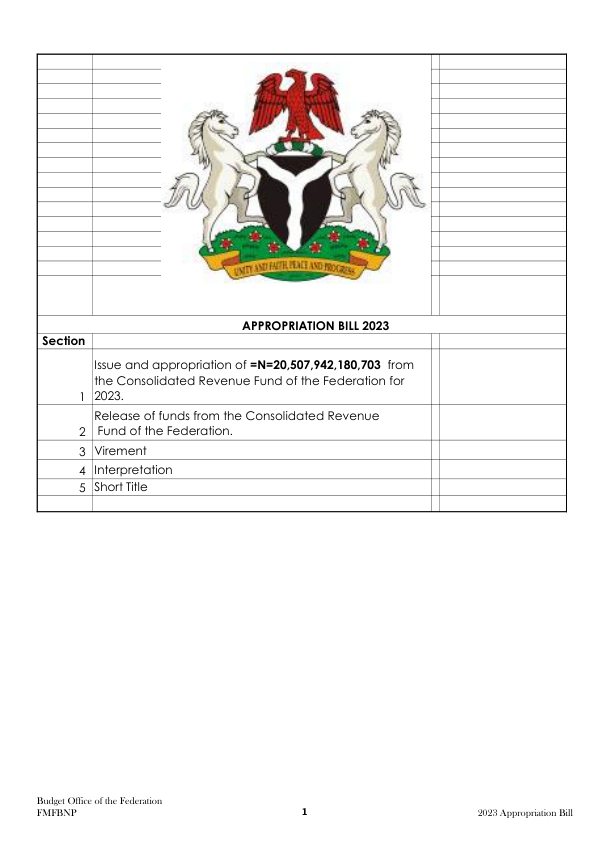 UNITY AND FAITH, PEACE AND PROGRESS
APPROPRIATION BILL 2023
Section
1 Issue and appropriation of =N=20,507,942,180,703 from
the Consolidated Revenue Fund of the Federation for
2023.
2 Release of funds from the Consolidated Revenue
Fund of the Federation.
3 Virement
4 Interpretation
5 Short Title
Budget Office of the Federation
FMFBNP
1
2023 Appropriation Bill